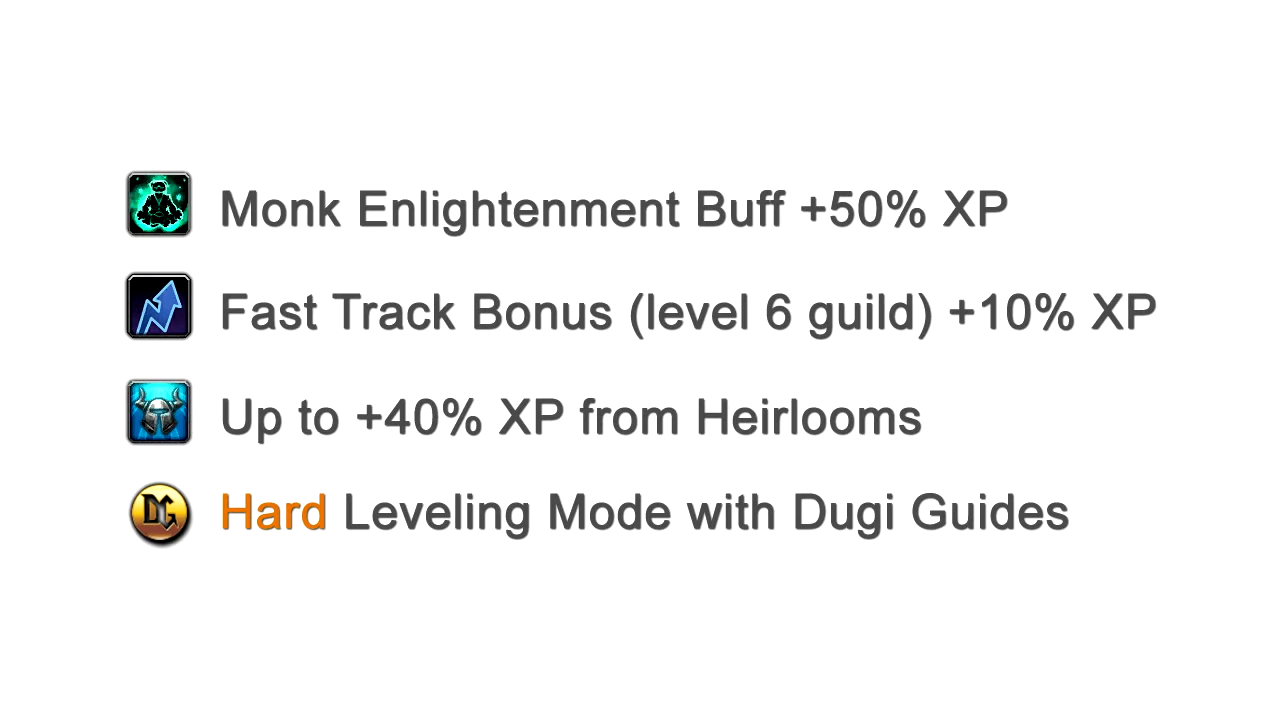 Monk Enlightenment Buff +50% XP
Fast Track Bonus (level 6 guild) +10% XP
Up to +40% XP from Heirlooms
DG Hard Leveling Mode with Dugi Guides